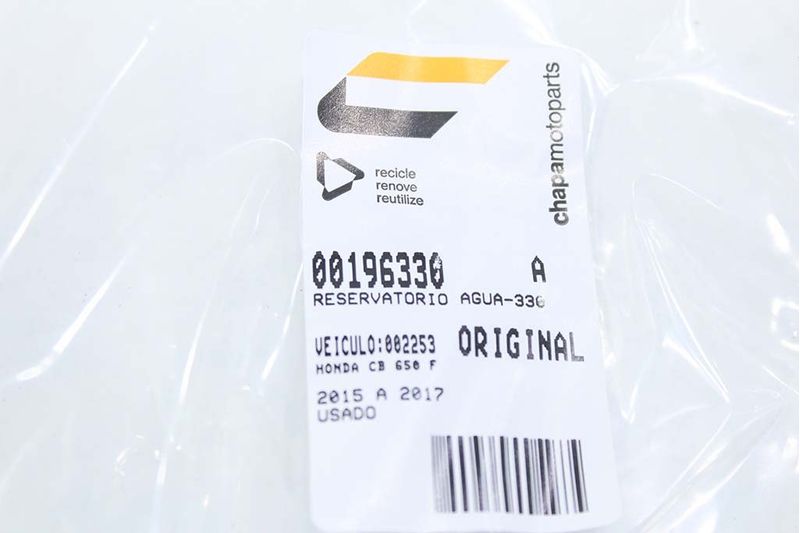 chapamotoparts
recicle
renove
reutilize
00196330 A
RESERVATORIO AGUA-330
VEICULO:002253 ORIGINAL
HONDA CB 650 F
2015 A 2017
USADO